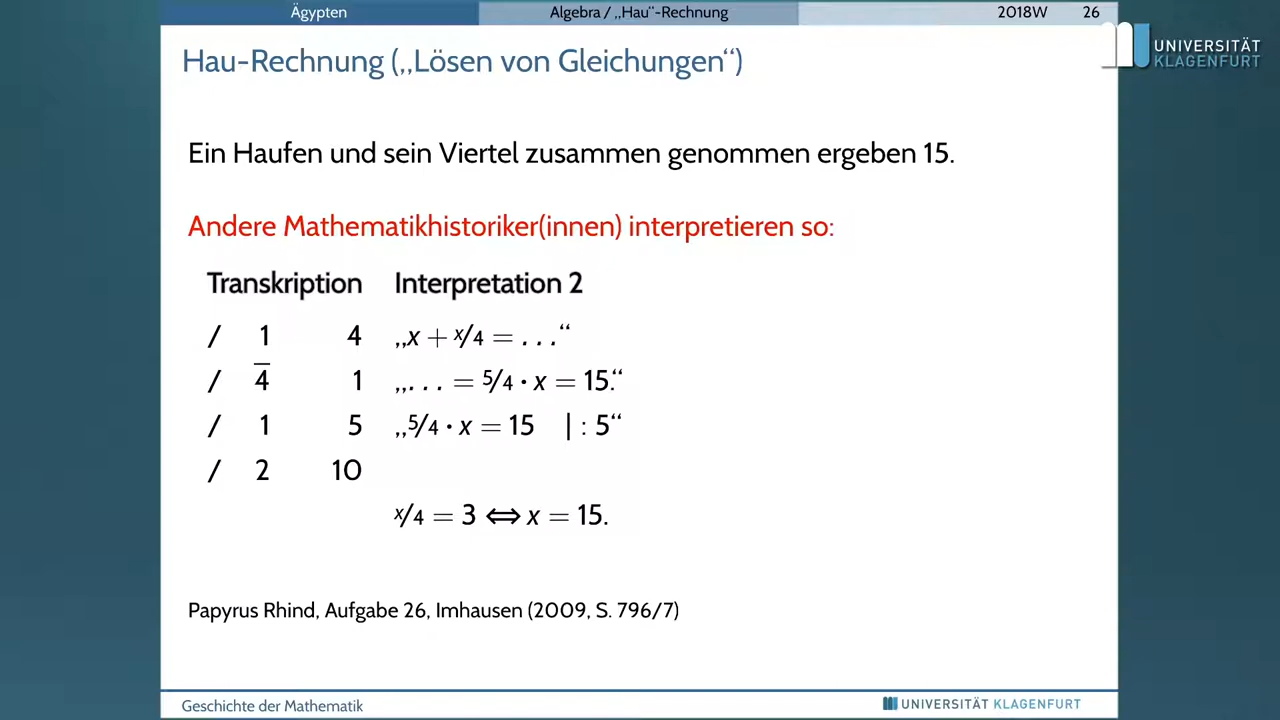 Ägypten Algebra / „Hau“-Rechnung 2018W 26
UNIVERSITÄT
KLAGENFURT
Hau-Rechnung („Lösen von Gleichungen“)
Ein Haufen und sein Viertel zusammen genommen ergeben 15.
Andere Mathematikhistoriker(innen) interpretieren so:
Transkription Interpretation 2
/ 1 4 „x + x/4 = . . .“
/ 4̅ 1 „. . . = 5/4 · x = 15.“
/ 1 5 „5/4 · x = 15 | : 5“
/ 2 10
x/4 = 3 ⇔ x = 15.
Papyrus Rhind, Aufgabe 26, Imhausen (2009, S. 796/7)
Geschichte der Mathematik UNIVERSITÄT KLAGENFURT